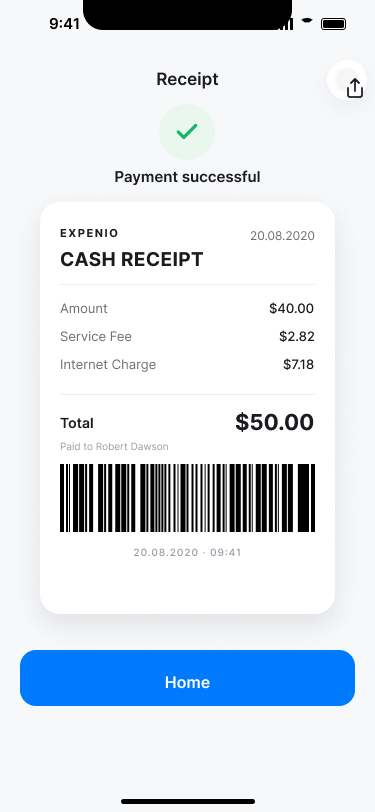 9:41
Receipt
Payment successful
EXPENIO
20.08.2020
CASH RECEIPT
Amount $40.00
Service Fee $2.82
Internet Charge $7.18
Total $50.00
Paid to Robert Dawson
20.08.2020 · 09:41
Home